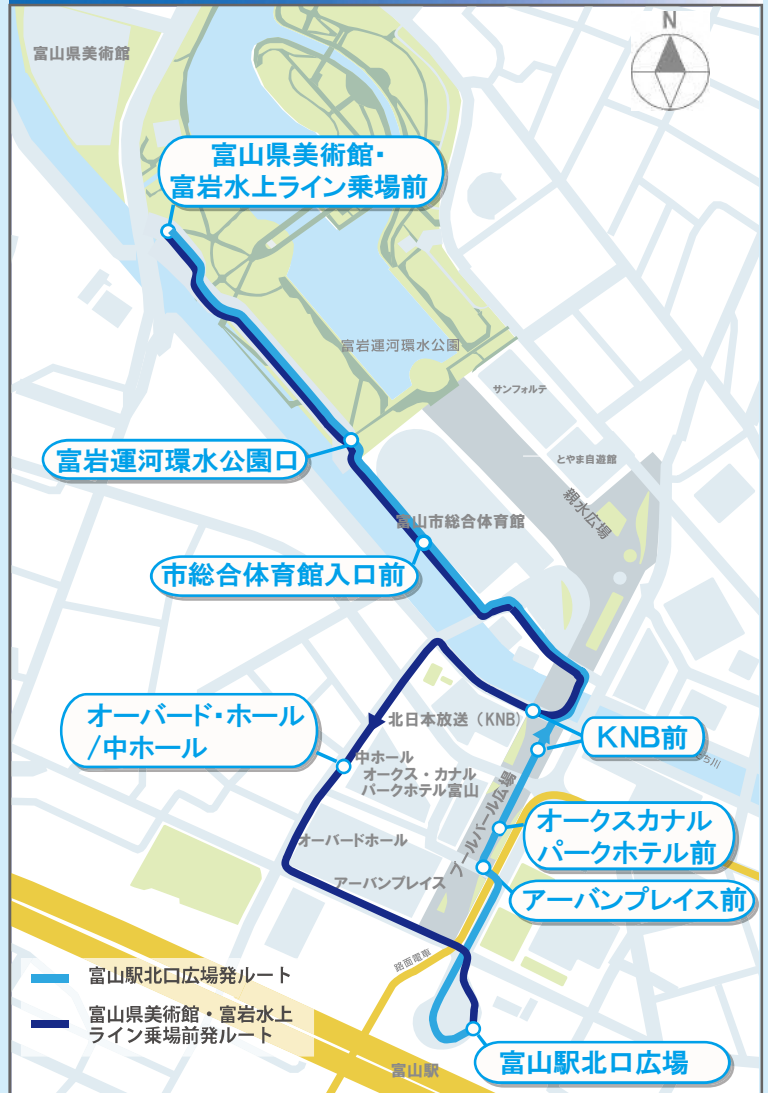 N
富山県美術館
富山県美術館・
富岩水上ライン乗場前
富岩運河環水公園
サンフォルテ
とやま自遊館
富岩運河環水公園口
親水広場
富山市総合体育館
市総合体育館入口前
オーバード・ホール
/中ホール
北日本放送（KNB）
KNB前
ち川
中ホール
オークス・カナル
パークホテル富山
ブールバール広場
オークスカナル
パークホテル前
オーバードホール
アーバンプレイス
アーバンプレイス前
路面電車
富山駅北口広場発ルート
富山県美術館・富岩水上
ライン乗場前発ルート
富山駅北口広場
富山駅